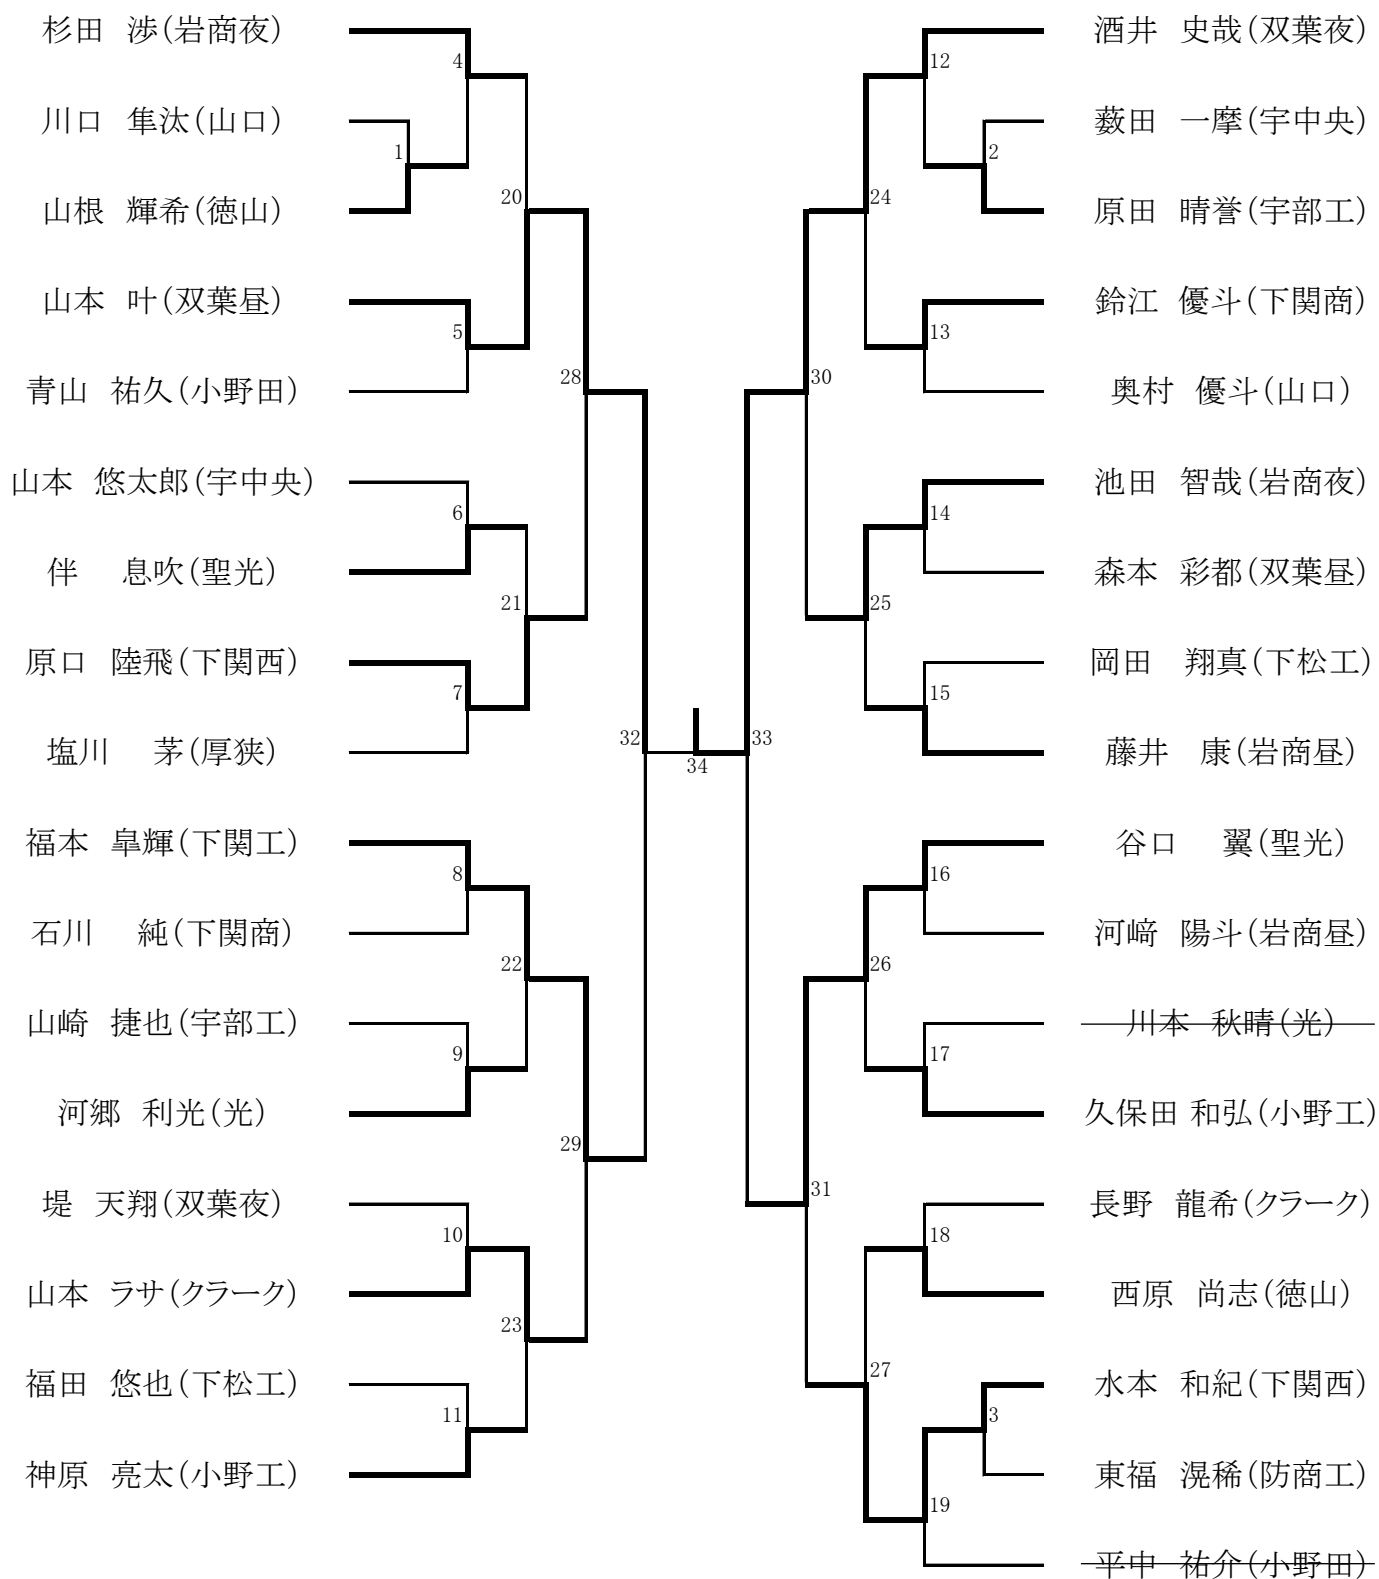 杉田 渉(岩商夜)
4
川口 隼汰(山口)
1
山根 輝希(徳山)
20
山本 叶(双葉昼)
5
青山 祐久(小野田)
28
山本 悠太郎(宇中央)
6
伴 息吹(聖光)
21
原口 陸飛(下関西)
7
塩川 茅(厚狭)
32
34
福本 皐輝(下関工)
8
石川 純(下関商)
22
山崎 捷也(宇部工)
9
河郷 利光(光)
29
堤 天翔(双葉夜)
10
山本 ラサ(クラーク)
23
福田 悠也(下松工)
11
神原 亮太(小野工)
酒井 史哉(双葉夜)
12
薮田 一摩(宇中央)
2
原田 晴誉(宇部工)
24
鈴江 優斗(下関商)
13
奥村 優斗(山口)
30
池田 智哉(岩商夜)
14
森本 彩都(双葉昼)
25
岡田 翔真(下松工)
15
藤井 康(岩商昼)
33
谷口 翼(聖光)
16
河﨑 陽斗(岩商昼)
26
川本 秋晴(光)
17
久保田 和弘(小野工)
31
長野 龍希(クラーク)
18
西原 尚志(徳山)
27
水本 和紀(下関西)
3
東福 滉稀(防商工)
19
平中 祐介(小野田)